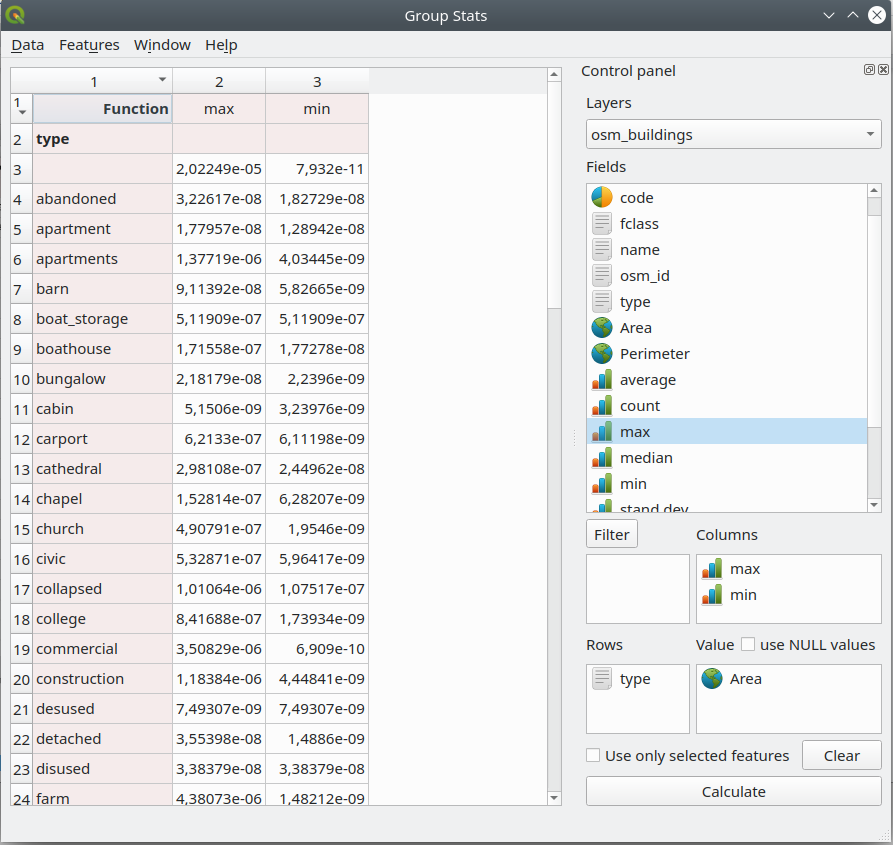 Group Stats
Data Features Window Help
1 2 3
1 Function max min
2 type
3 2,02249e-05 7,932e-11
4 abandoned 3,22617e-08 1,82729e-08
5 apartment 1,77957e-08 1,28942e-08
6 apartments 1,37719e-06 4,03445e-09
7 barn 9,11392e-08 5,82665e-09
8 boat_storage 5,11909e-07 5,11909e-07
9 boathouse 1,71558e-07 1,77278e-08
10 bungalow 2,18179e-08 2,2396e-09
11 cabin 5,1506e-09 3,23976e-09
12 carport 6,2133e-07 6,11198e-09
13 cathedral 2,98108e-07 2,44962e-08
14 chapel 1,52814e-07 6,28207e-09
15 church 4,90791e-07 1,9546e-09
16 civic 5,32871e-07 5,96417e-09
17 collapsed 1,01064e-06 1,07517e-07
18 college 8,41688e-07 1,73934e-09
19 commercial 3,50829e-06 6,909e-10
20 construction 1,18384e-06 4,44841e-09
21 desused 7,49307e-09 7,49307e-09
22 detached 3,55398e-08 1,4886e-09
23 disused 3,38379e-08 3,38379e-08
24 farm 4,38073e-06 1,48212e-09
Control panel
Layers
osm_buildings
Fields
code
fclass
name
osm_id
type
Area
Perimeter
average
count
max
median
min
stand.dev.
Filter Columns
max
min
Rows Value use NULL values
type Area
Use only selected features Clear
Calculate